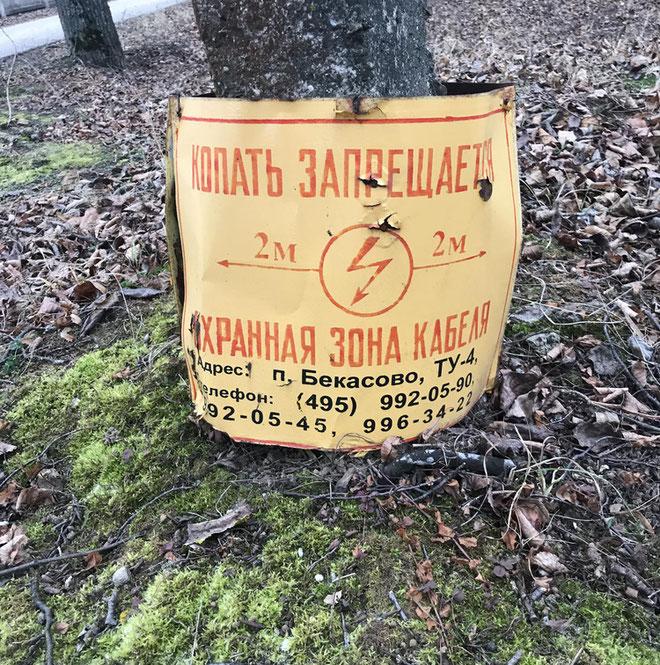 КОПАТЬ ЗАПРЕЩАЕТСЯ
2м 2м
ОХРАННАЯ ЗОНА КАБЕЛЯ
Адрес: п. Бекасово, ТУ-4,
Телефон: (495) 992-05-90,
992-05-45, 996-34-22